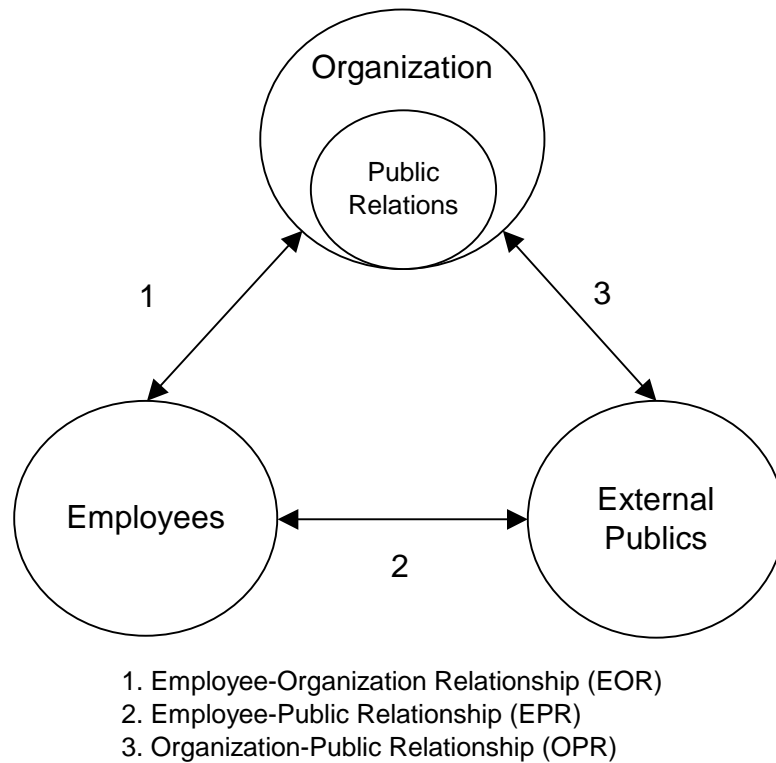 Organization
Public
Relations
1
3
Employees
External
Publics
2
1. Employee-Organization Relationship (EOR)
2. Employee-Public Relationship (EPR)
3. Organization-Public Relationship (OPR)